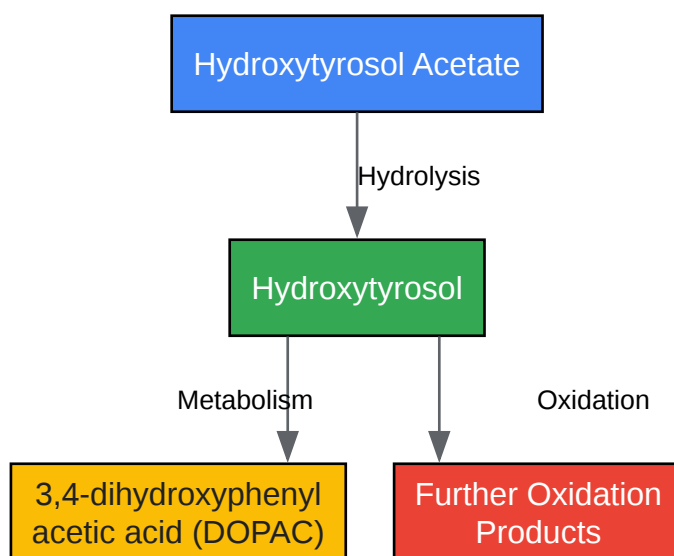 Hydroxytyrosol Acetate
Hydrolysis
Hydroxytyrosol
Metabolism
Oxidation
3,4-dihydroxyphenyl
acetic acid (DOPAC)
Further Oxidation
Products